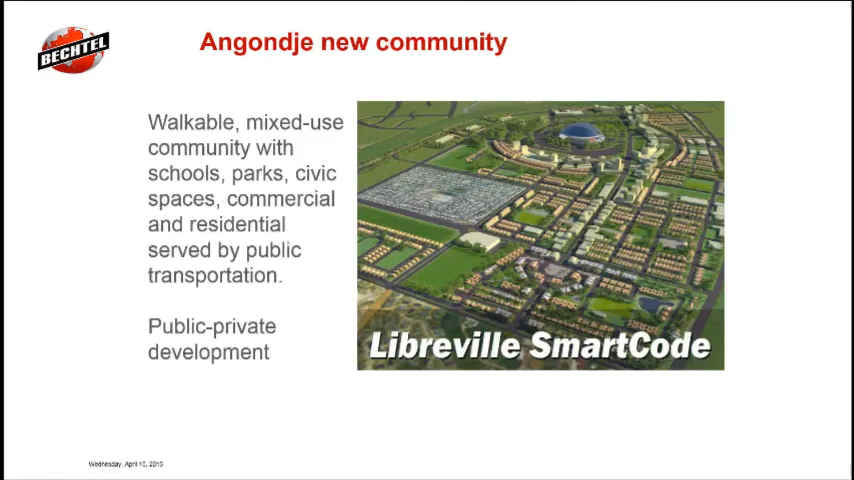 BECHTEL
Angondje new community
Walkable, mixed-use
community with
schools, parks, civic
spaces, commercial
and residential
served by public
transportation.
Public-private
development
Libreville SmartCode
Wednesday, April 15, 2015